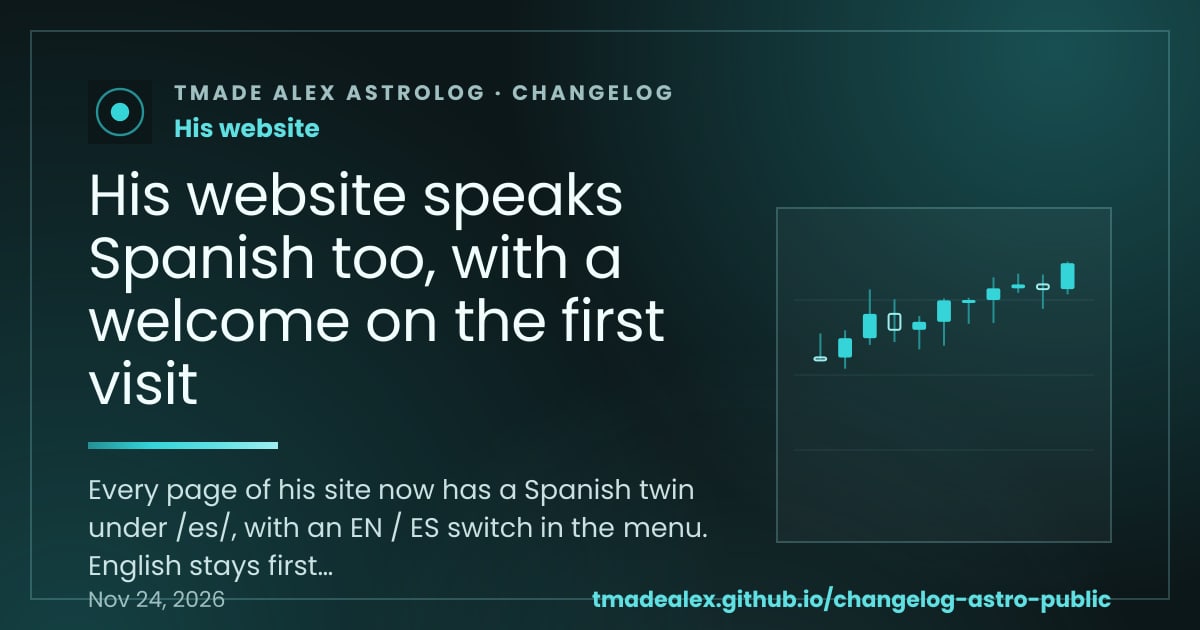 TMADE ALEX ASTROLOG · CHANGELOG
His website
His website speaks
Spanish too, with a
welcome on the first
visit
Every page of his site now has a Spanish twin
under /es/, with an EN / ES switch in the menu.
English stays first...
Nov 24, 2026
tmadealex.github.io/changelog-astro-public